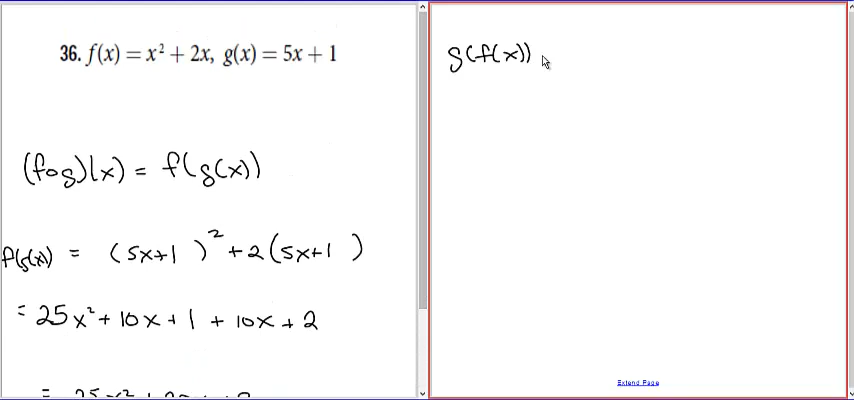 36. f(x) = x² + 2x, g(x) = 5x + 1
(f∘g)(x) = f(g(x))
f(g(x)) = (5x+1)² + 2(5x+1)
= 25x² + 10x + 1 + 10x + 2
g(f(x))
Extend Page